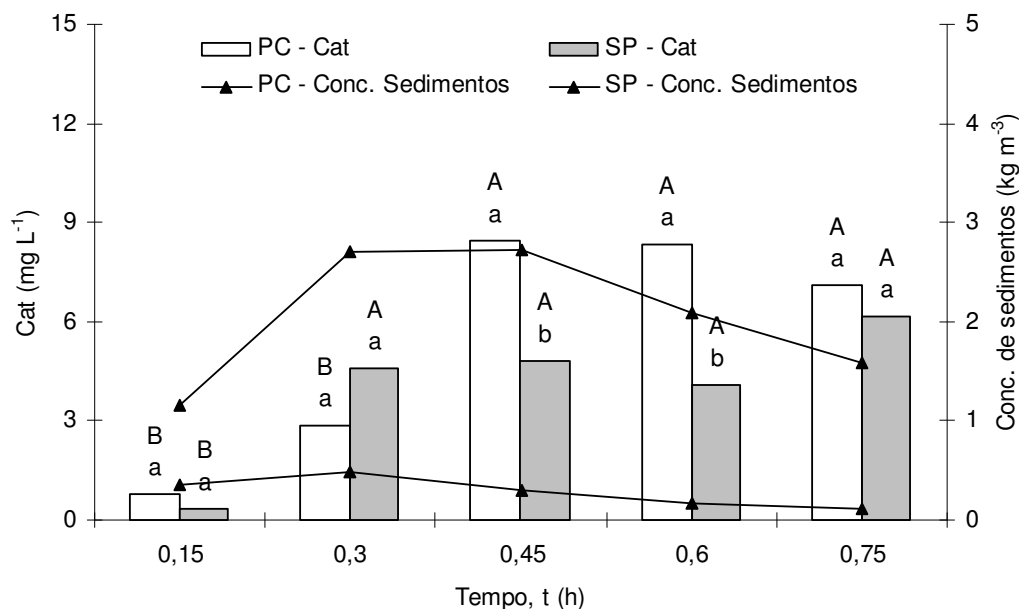 15
12
9
6
3
0
Cat (mg L-1)
PC - Cat
SP - Cat
PC - Conc. Sedimentos
SP - Conc. Sedimentos
B
a
B
a
B
a
A
a
A
a
A
b
A
a
A
b
A
a
A
a
5
4
3
2
1
0
Conc. de sedimentos (kg m-3)
0,15
0,3
0,45
0,6
0,75
Tempo, t (h)